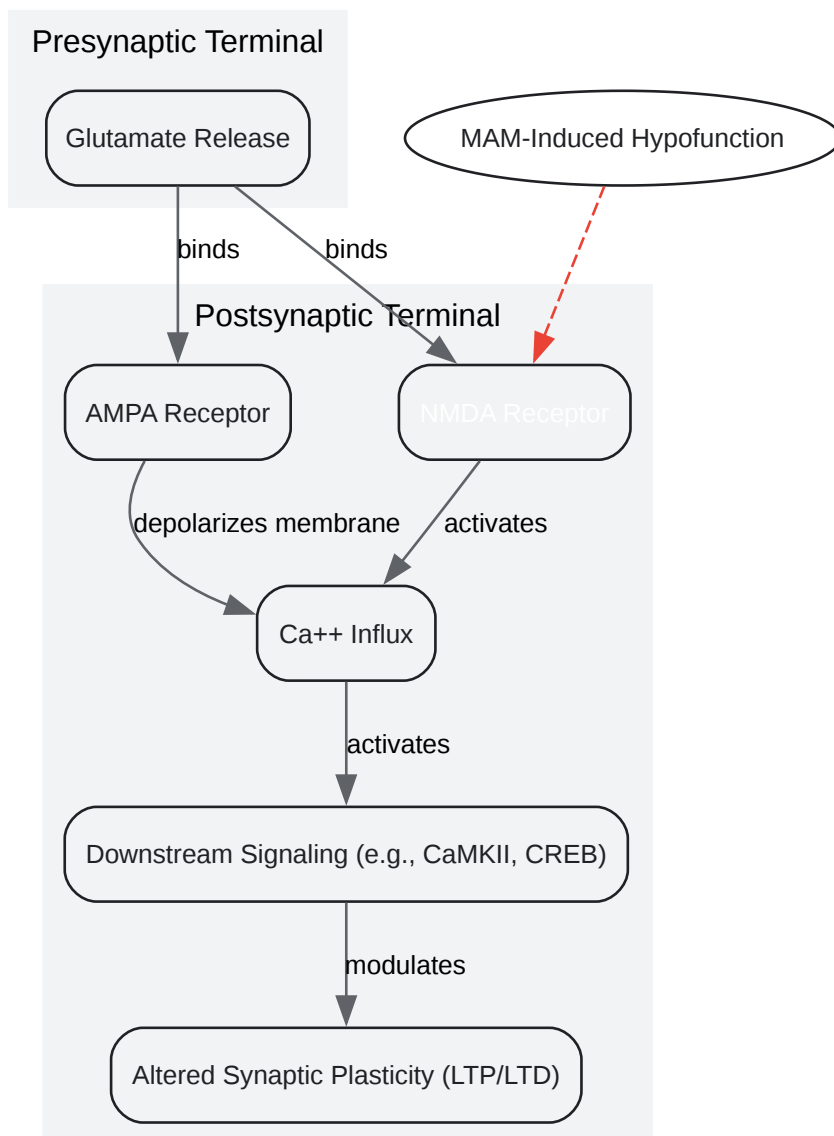 Presynaptic Terminal
Glutamate Release
MAM-Induced Hypofunction
binds
binds
Postsynaptic Terminal
AMPA Receptor
NMDA Receptor
depolarizes membrane
activates
Ca++ Influx
activates
Downstream Signaling (e.g., CaMKII, CREB)
modulates
Altered Synaptic Plasticity (LTP/LTD)